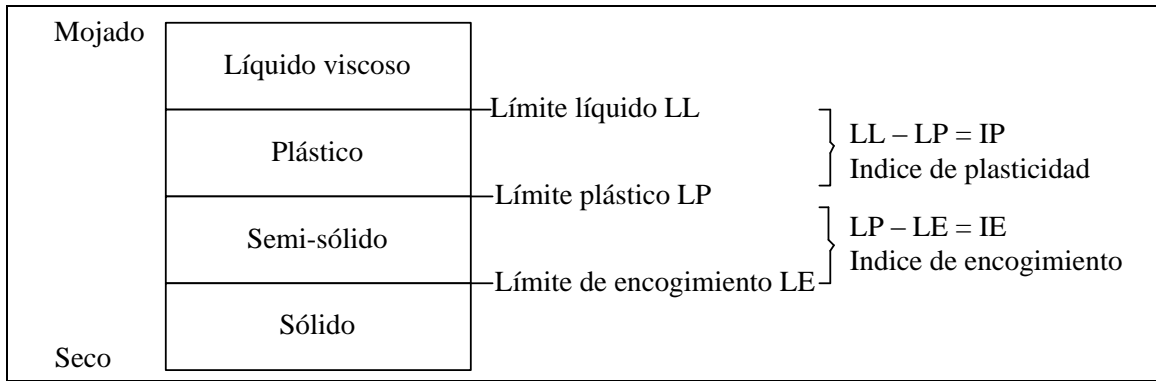 Mojado
Líquido viscoso
Límite líquido LL
LL – LP = IP
Indice de plasticidad
Plástico
Límite plástico LP
LP – LE = IE
Indice de encogimiento
Semi-sólido
Límite de encogimiento LE
Sólido
Seco